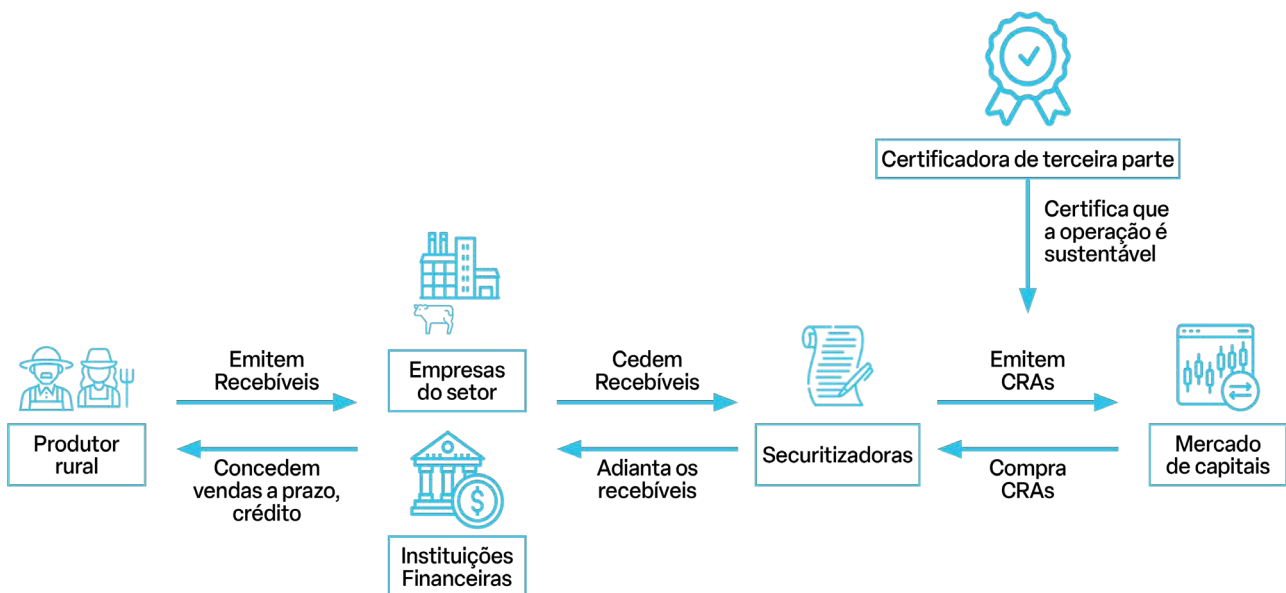 Certificadora de terceira parte
Certifica que
a operação é
sustentável
Emitem
Recebíveis
Empresas
do setor
Cedem
Recebíveis
Emitem
CRAs
Produtor
rural
Concedem
vendas a prazo,
crédito
Adianta os
recebíveis
Securitizadoras
Compra
CRAs
Mercado
de capitais
Instituições
Financeiras